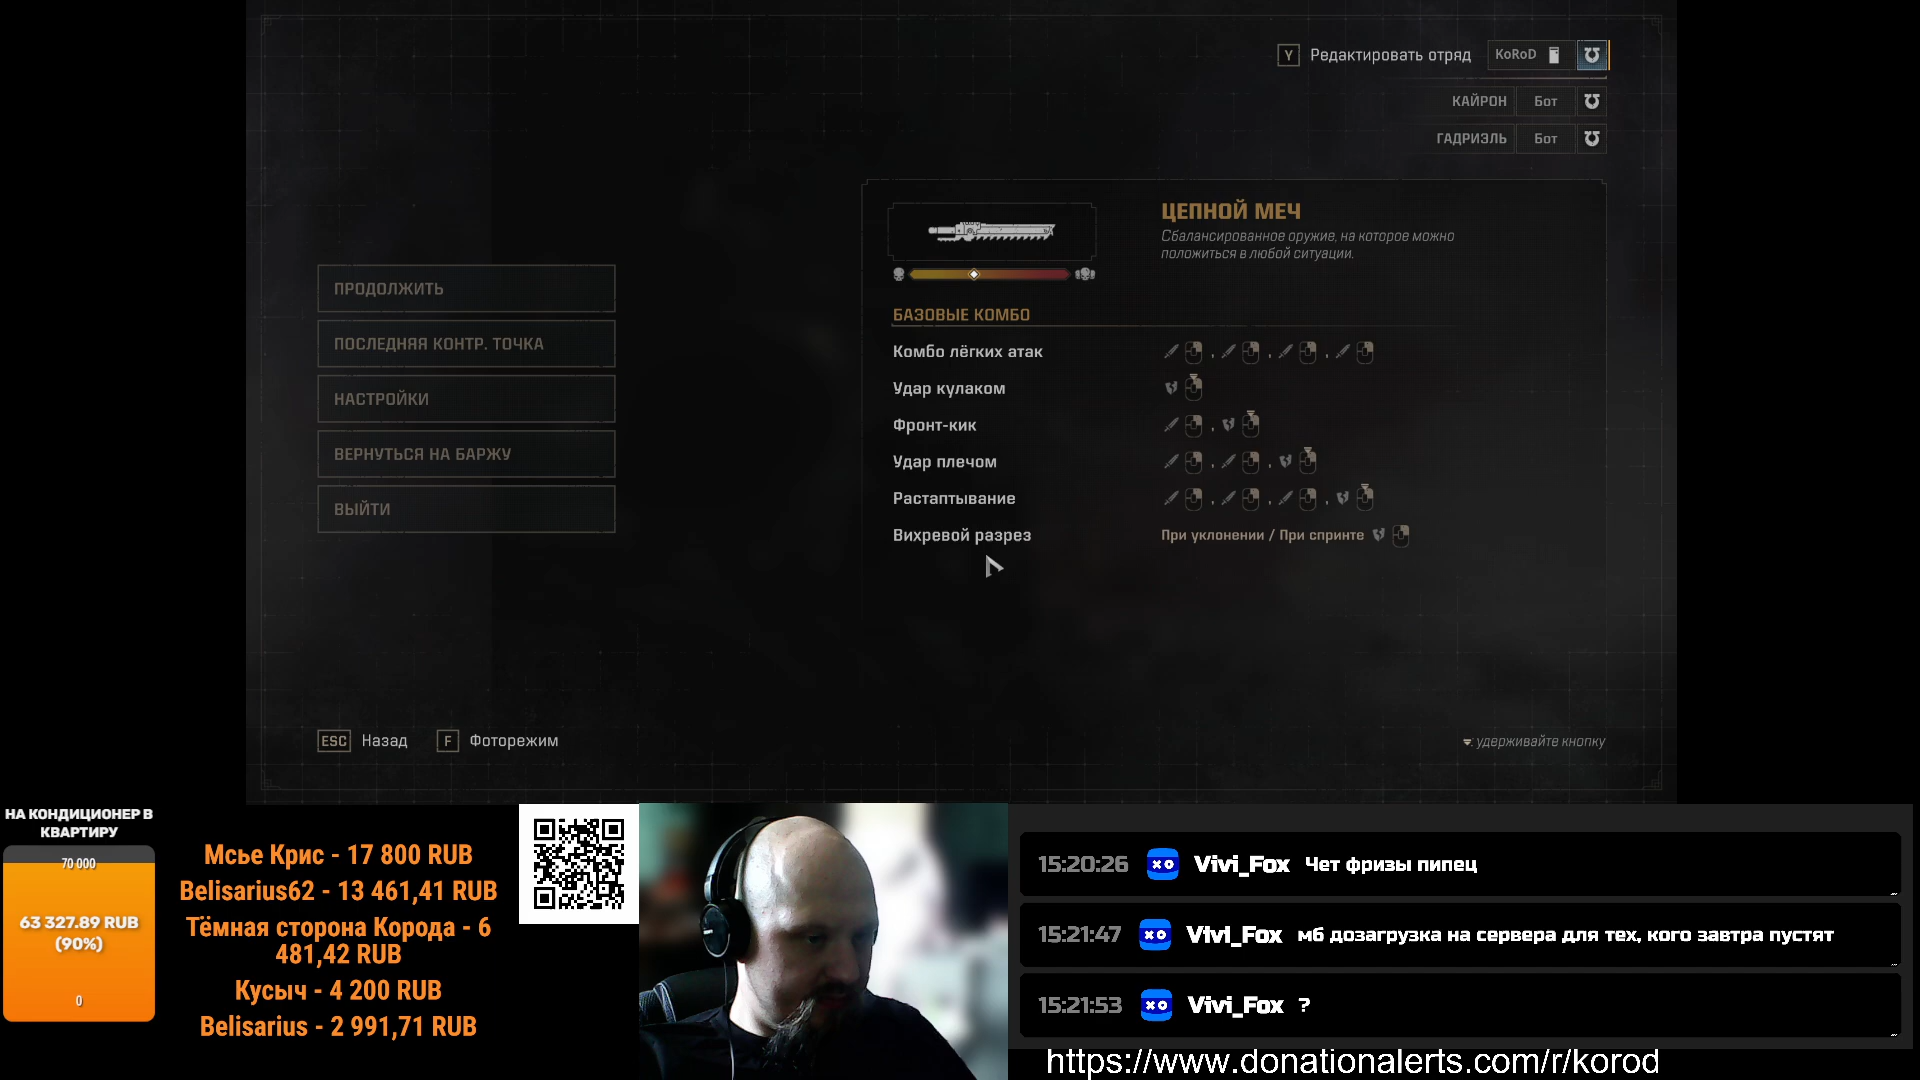 Y Редактировать отряд KoRoD
КАЙРОН Бот
ГАДРИЭЛЬ Бот
ЦЕПНОЙ МЕЧ
Сбалансированное оружие, на которое можно
положиться в любой ситуации.
ПРОДОЛЖИТЬ
ПОСЛЕДНЯЯ КОНТР. ТОЧКА
НАСТРОЙКИ
ВЕРНУТЬСЯ НА БАРЖУ
ВЫЙТИ
БАЗОВЫЕ КОМБО
Комбо лёгких атак , , ,
Удар кулаком
Фронт-кик ,
Удар плечом , ,
Растаптывание , , ,
Вихревой разрез При уклонении / При спринте
ESC Назад F Фоторежим
: удерживайте кнопку
НА КОНДИЦИОНЕР В
КВАРТИРУ
70 000
63 327.89 RUB
(90%)
0
Мсье Крис - 17 800 RUB
Belisarius62 - 13 461,41 RUB
Тёмная сторона Корода - 6
481,42 RUB
Кусыч - 4 200 RUB
Belisarius - 2 991,71 RUB
15:20:26 Vivi_Fox Чет фризы пипец
15:21:47 Vivi_Fox мб дозагрузка на сервера для тех, кого завтра пустят
15:21:53 Vivi_Fox ?
https://www.donationalerts.com/r/korod